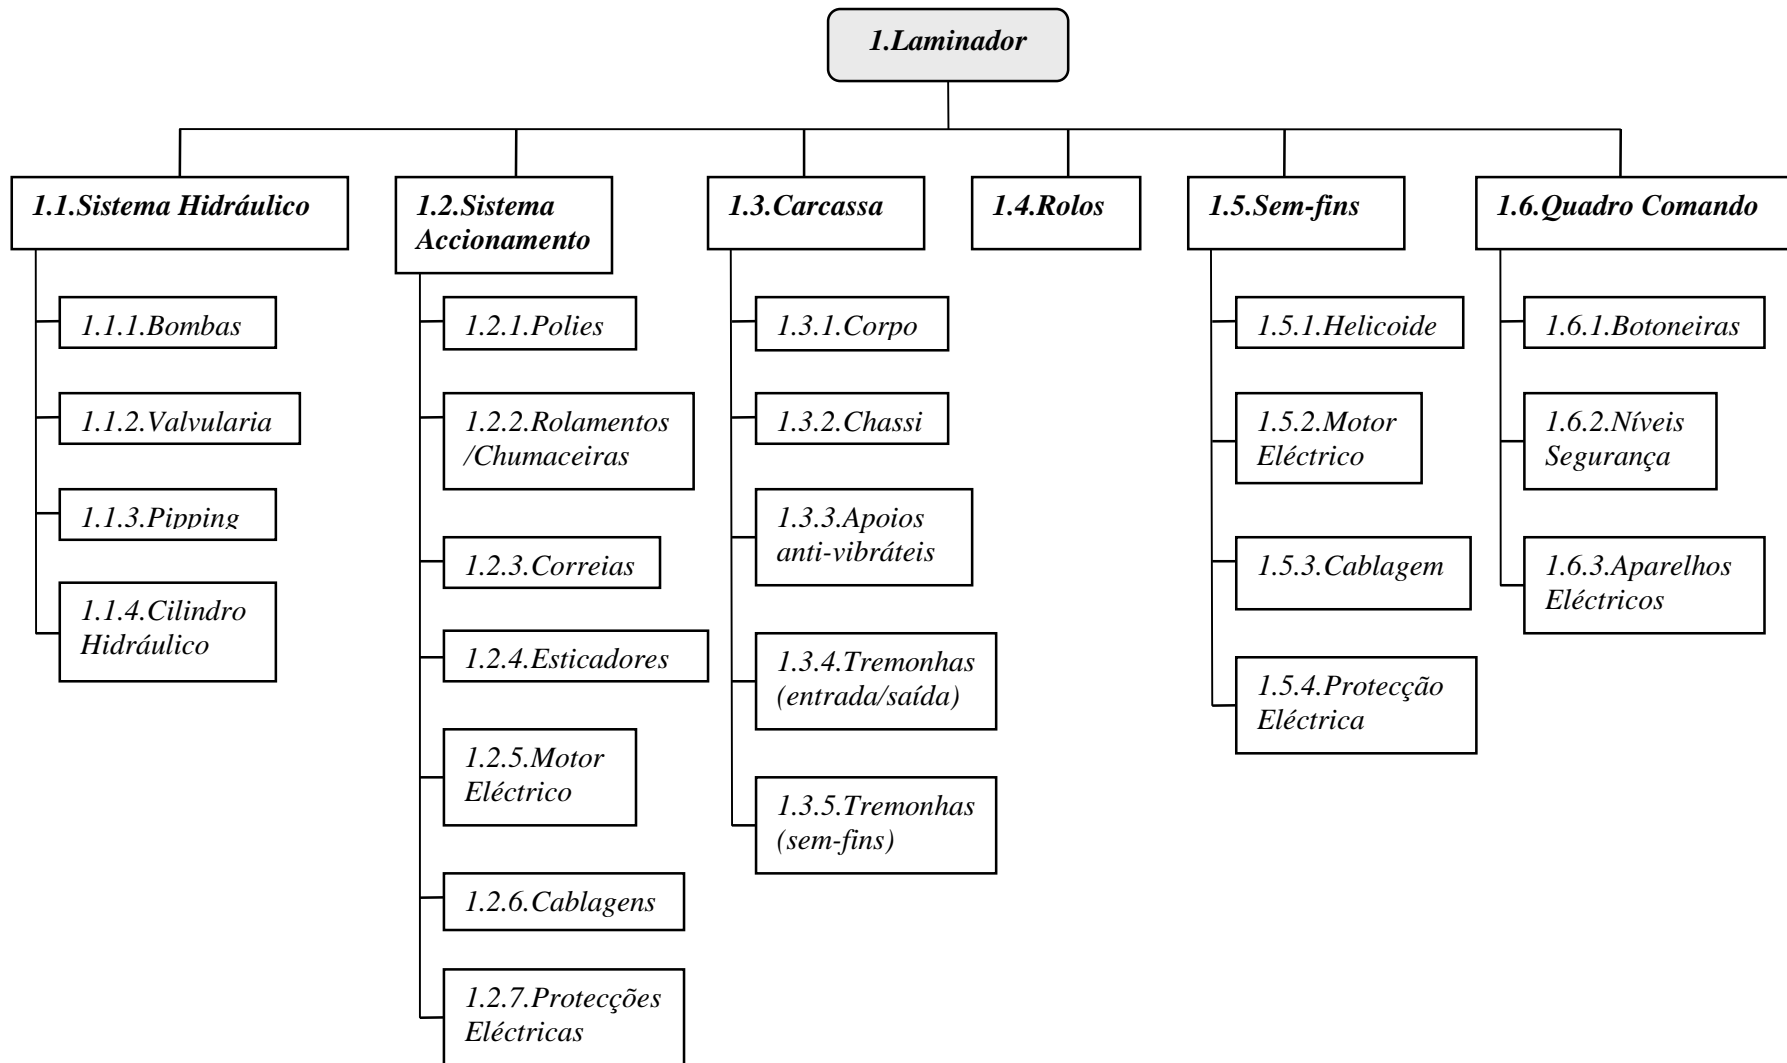 1.Laminador
1.1.Sistema Hidráulico
1.1.1.Bombas
1.1.2.Valvularia
1.1.3.Pipping
1.1.4.Cilindro
Hidráulico
1.2.Sistema
Accionamento
1.2.1.Polies
1.2.2.Rolamentos
/Chumaceiras
1.2.3.Correias
1.2.4.Esticadores
1.2.5.Motor
Eléctrico
1.2.6.Cablagens
1.2.7.Protecções
Eléctricas
1.3.Carcassa
1.3.1.Corpo
1.3.2.Chassi
1.3.3.Apoios
anti-vibráteis
1.3.4.Tremonhas
(entrada/saída)
1.3.5.Tremonhas
(sem-fins)
1.4.Rolos
1.5.Sem-fins
1.5.1.Helicoide
1.5.2.Motor
Eléctrico
1.5.3.Cablagem
1.5.4.Protecção
Eléctrica
1.6.Quadro Comando
1.6.1.Botoneiras
1.6.2.Níveis
Segurança
1.6.3.Aparelhos
Eléctricos